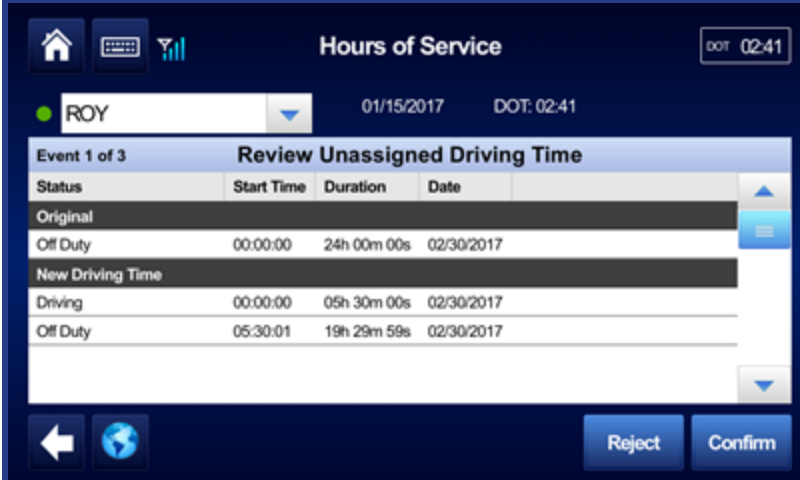 Hours of Service
DOT 02:41
ROY 01/15/2017 DOT: 02:41
Event 1 of 3 Review Unassigned Driving Time
Status Start Time Duration Date
Original
Off Duty 00:00:00 24h 00m 00s 02/30/2017
New Driving Time
Driving 00:00:00 05h 30m 00s 02/30/2017
Off Duty 05:30:01 19h 29m 59s 02/30/2017
Reject Confirm